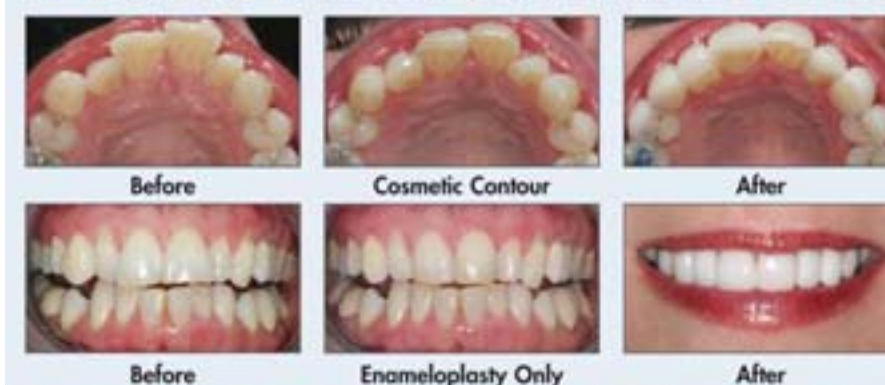 Before
Cosmetic Contour
After
Before
Enameloplasty Only
After